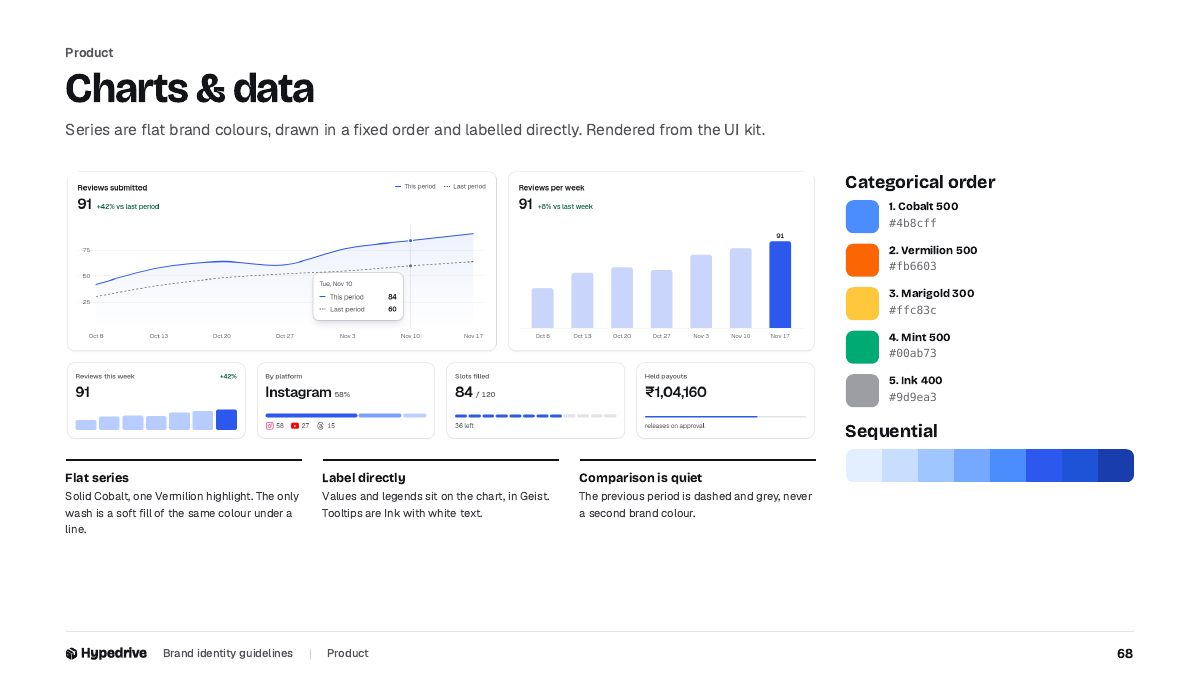 Product
Charts & data
Series are flat brand colours, drawn in a fixed order and labelled directly. Rendered from the UI kit.
Reviews submitted
This period
Last period
91 +42% vs last period
75
50
25
Tue, Nov 10
This period 84
Last period 60
Oct 6 Oct 13 Oct 20 Oct 27 Nov 3 Nov 10 Nov 17
Reviews per week
91 +8% vs last week
91
Oct 6 Oct 13 Oct 20 Oct 27 Nov 3 Nov 10 Nov 17
Reviews this week +42%
91
By platform
Instagram 58%
58 27 15
Slots filled
84 / 120
36 left
Held payouts
₹1,04,160
releases on approval
Flat series
Solid Cobalt, one Vermilion highlight. The only
wash is a soft fill of the same colour under a
line.
Label directly
Values and legends sit on the chart, in Geist.
Tooltips are Ink with white text.
Comparison is quiet
The previous period is dashed and grey, never
a second brand colour.
Categorical order
1. Cobalt 500
#4b8cff
2. Vermilion 500
#fb6603
3. Marigold 300
#ffc83c
4. Mint 500
#00ab73
5. Ink 400
#9d9ea3
Sequential
Hypedrive Brand identity guidelines | Product 68